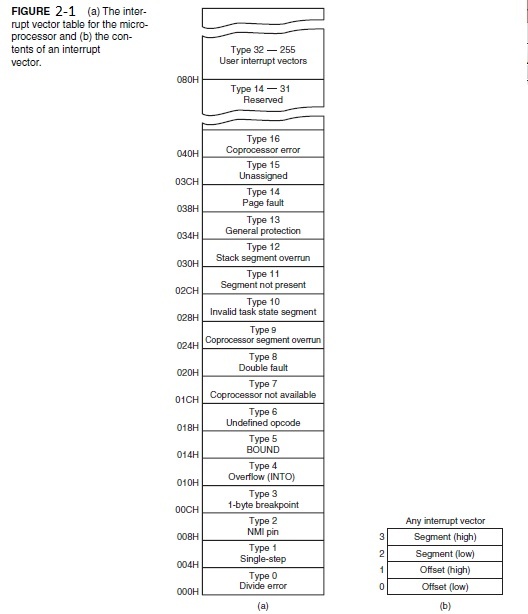 FIGURE 2-1 (a) The inter-
rupt vector table for the micro-
processor and (b) the con-
tents of an interrupt
vector.
Type 32 — 255
User interrupt vectors
080H
Type 14 — 31
Reserved
Type 16
Coprocessor error
040H
Type 15
Unassigned
03CH
Type 14
Page fault
038H
Type 13
General protection
034H
Type 12
Stack segment overrun
030H
Type 11
Segment not present
02CH
Type 10
Invalid task state segment
028H
Type 9
Coprocessor segment overrun
024H
Type 8
Double fault
020H
Type 7
Coprocessor not available
01CH
Type 6
Undefined opcode
018H
Type 5
BOUND
014H
Type 4
Overflow (INTO)
010H
Type 3
1-byte breakpoint
00CH
Type 2
NMI pin
008H
Type 1
Single-step
004H
Type 0
Divide error
000H
(a)
Any interrupt vector
3 Segment (high)
2 Segment (low)
1 Offset (high)
0 Offset (low)
(b)